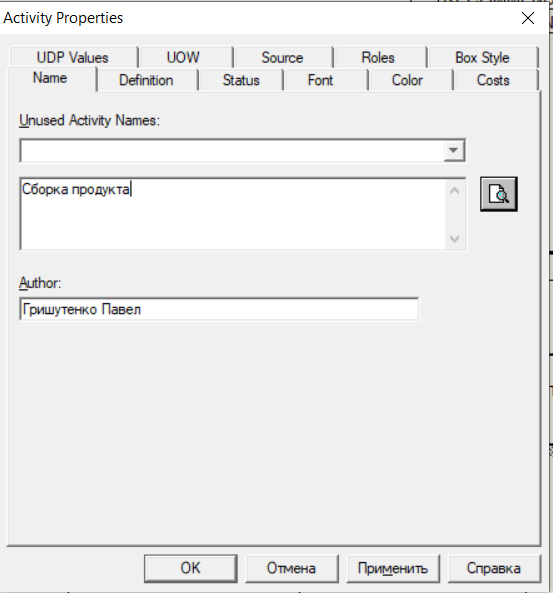 Activity Properties
UDP Values UOW Source Roles Box Style
Name Definition Status Font Color Costs
Unused Activity Names:
Сборка продукта
Author:
Гришутенко Павел
OK Отмена Применить Справка